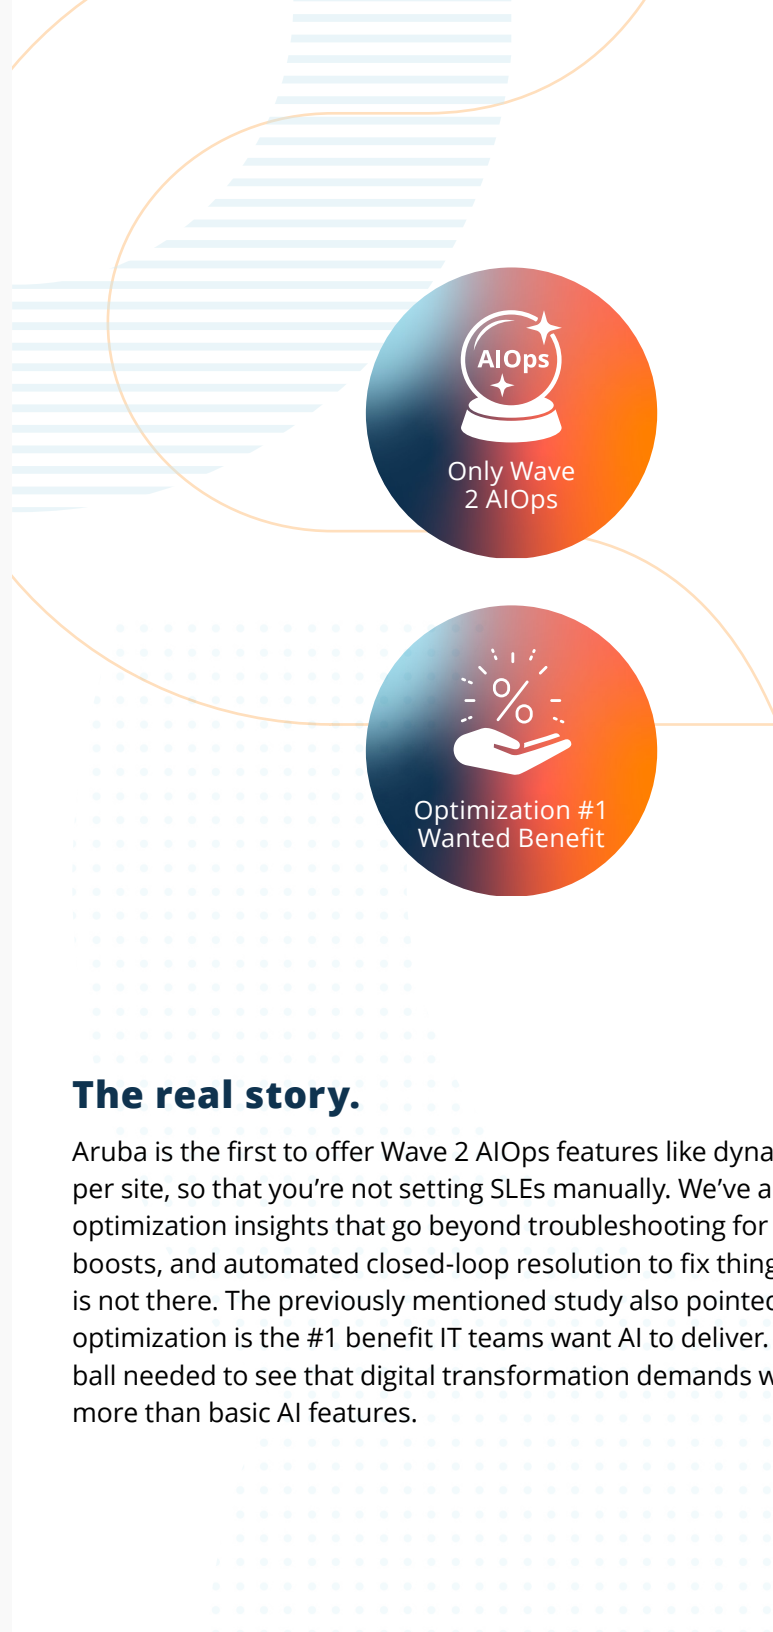 AIOps
Only Wave
2 AIOps
Optimization #1
Wanted Benefit
The real story.
Aruba is the first to offer Wave 2 AIOps features like
per site, so that you’re not setting SLEs manually. We’ve
optimization insights that go beyond troubleshooting for
boosts, and automated closed-loop resolution to fix
is not there. The previously mentioned study also
optimization is the #1 benefit IT teams want AI to deliver.
ball needed to see that digital transformation demands
more than basic AI features.